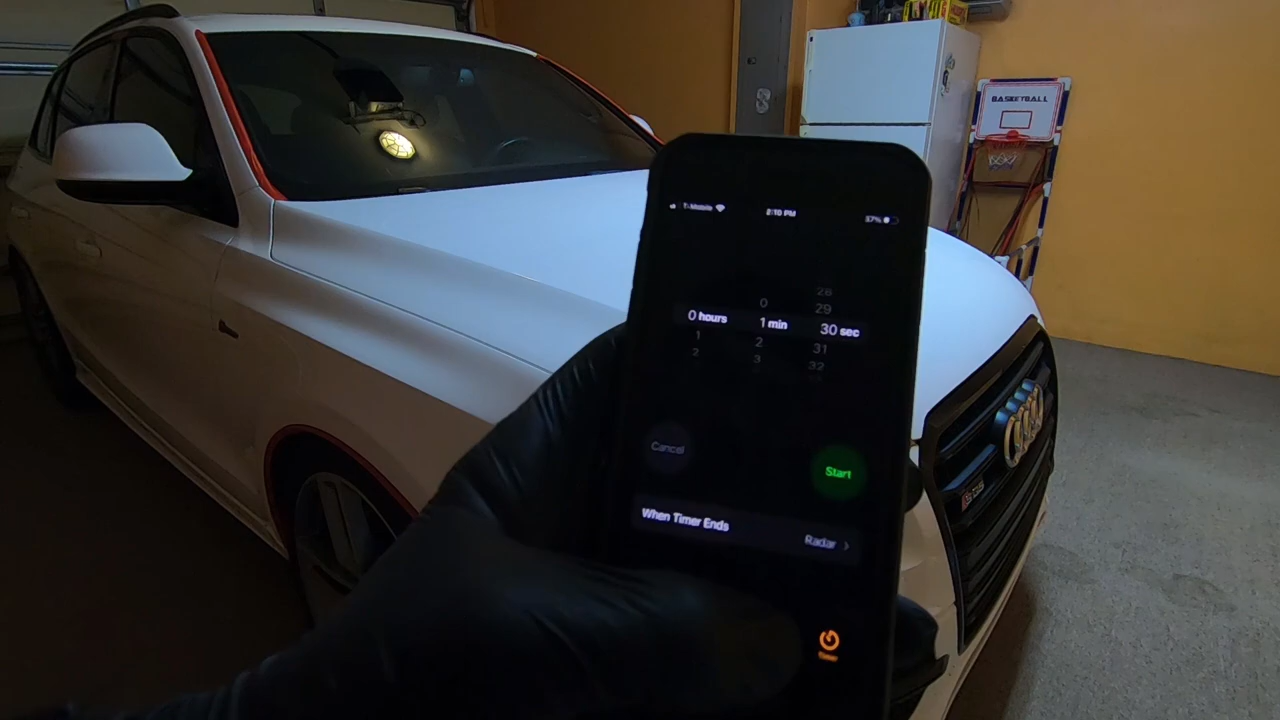 BASKETBALL
T-Mobile 2:10 PM 37%
28
0 29
0 hours 1 min 30 sec
1 2 31
2 3 32
Cancel
Start
When Timer Ends
Radar
Timer